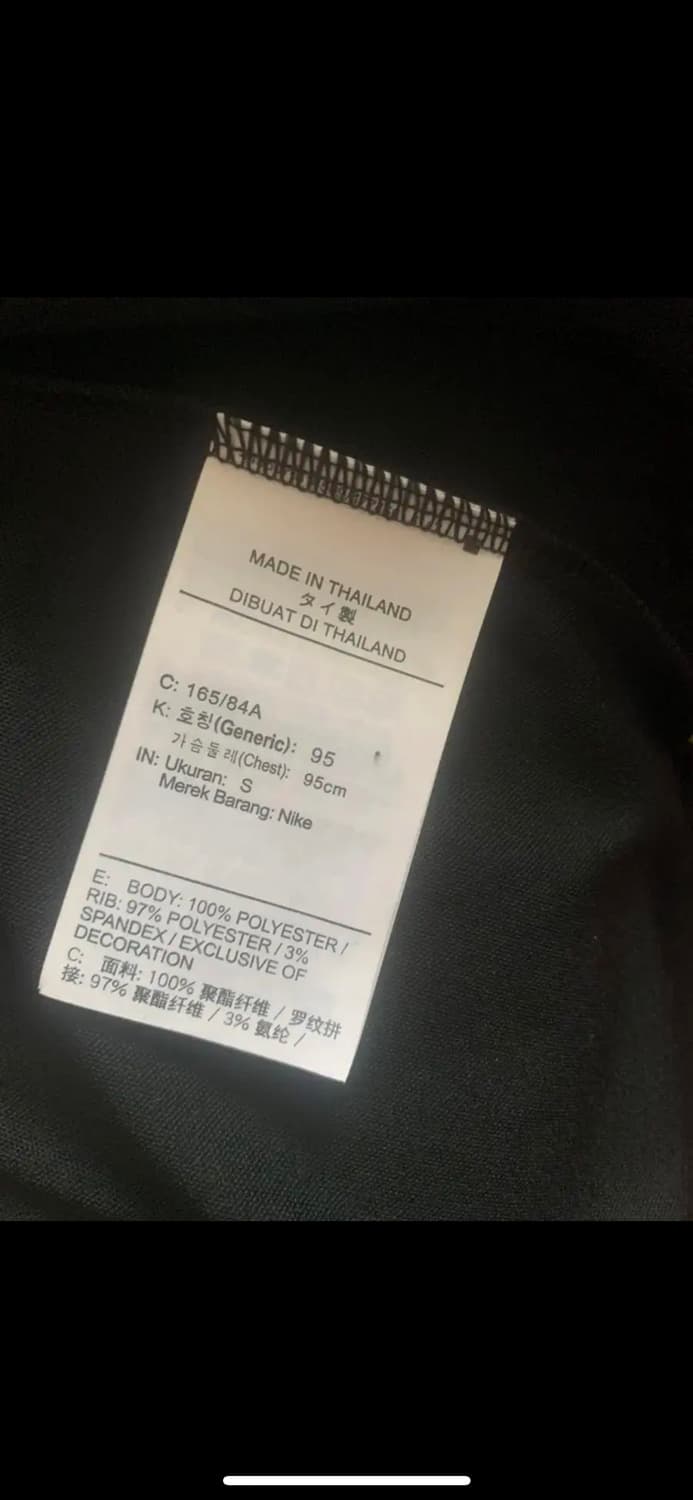 MADE IN THAILAND
タイ製
DIBUAT DI THAILAND
C: 165/84A
K: 호칭(Generic): 95
가슴둘레(Chest): 95cm
IN: Ukuran: S
Merek Barang: Nike
E: BODY: 100% POLYESTER /
RIB: 97% POLYESTER / 3%
SPANDEX / EXCLUSIVE OF
DECORATION
C: 面料: 100% 聚酯纤维 / 罗纹拼
接: 97% 聚酯纤维 / 3% 氨纶 /